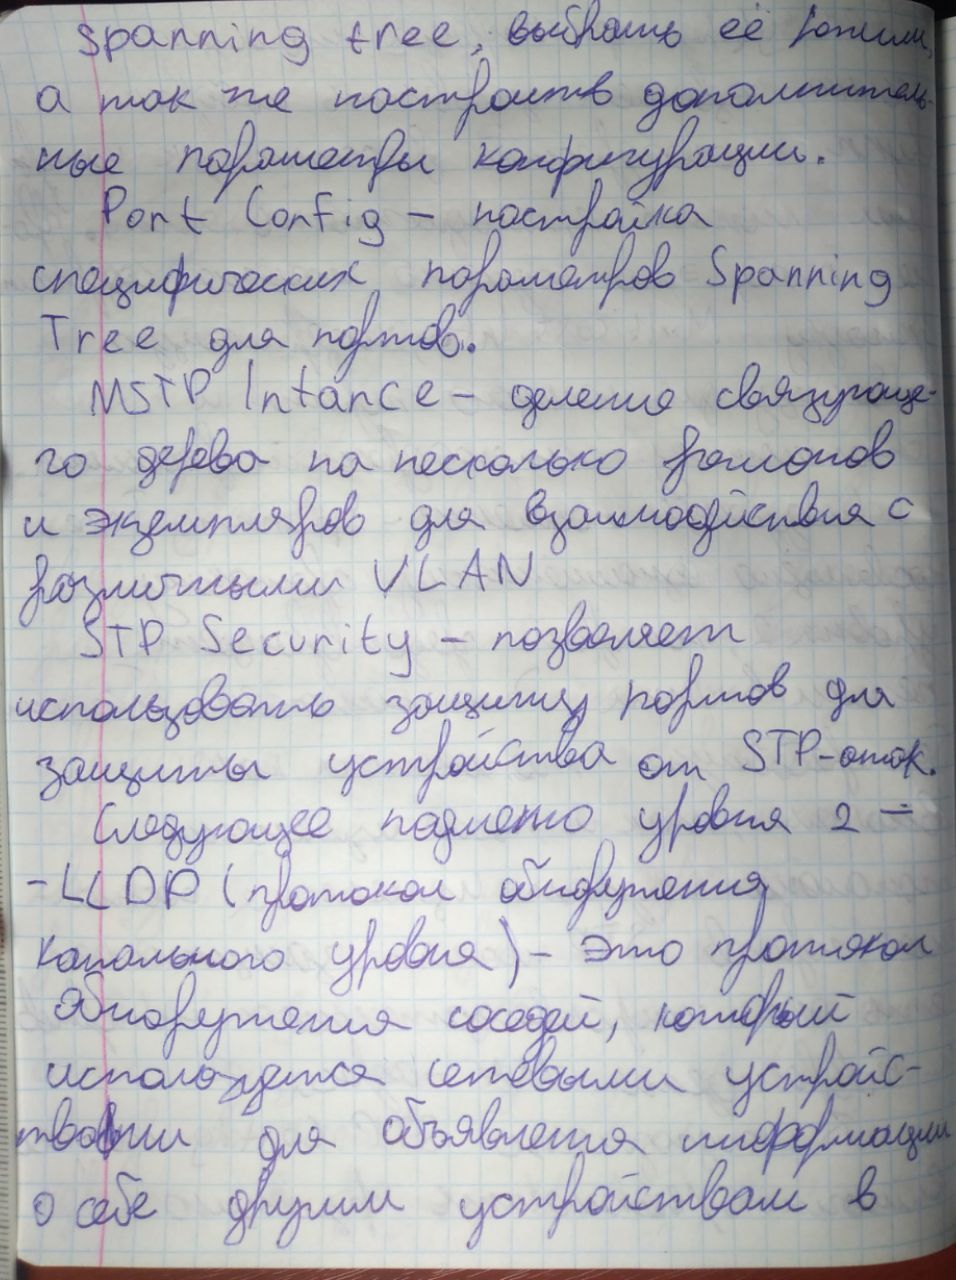 Spanning tree, выбрать её режим,
а так же настроить дополнитель-
ные параметры конфигурации.
Port Config – настройка
специфических параметров Spanning
Tree для портов.
MSTP Intance – деление связующе-
го дерева на несколько регионов
и экземпляров для взаимодействия с
различными VLAN
STP Security – позволяет
использовать защиту портов для
защиты устройства от STP-атак.
Следующее подменю уровня 2 –
- LLDP (протокол обнаружения
канального уровня) – это протокол
обнаружения соседей, который
используется сетевыми устройс-
твами для объявления информации
о себе другим устройствам в